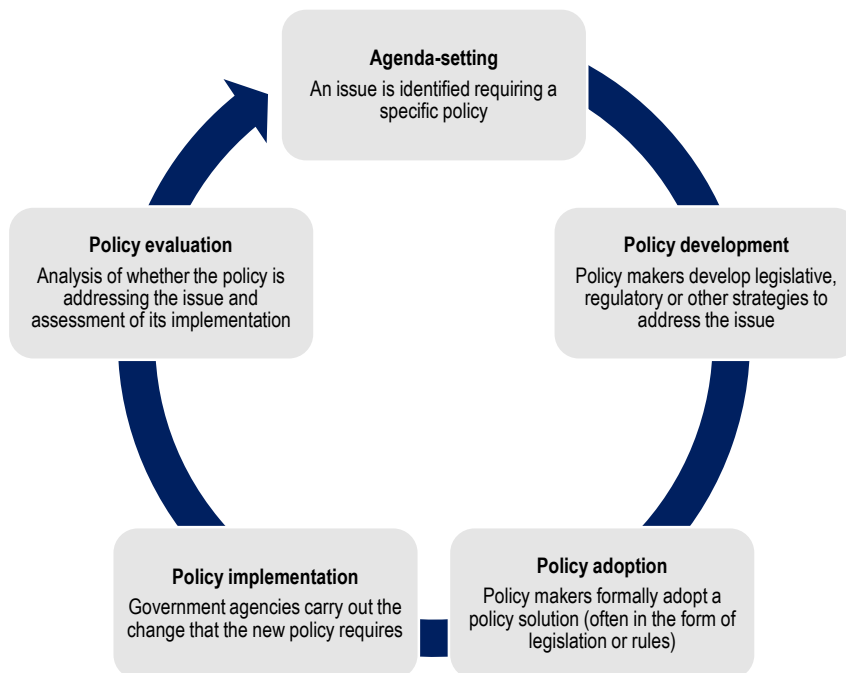 Agenda-setting
An issue is identified requiring a
specific policy
Policy development
Policy makers develop legislative,
regulatory or other strategies to
address the issue
Policy adoption
Policy makers formally adopt a
policy solution (often in the form of
legislation or rules)
Policy implementation
Government agencies carry out the
change that the new policy requires
Policy evaluation
Analysis of whether the policy is
addressing the issue and
assessment of its implementation